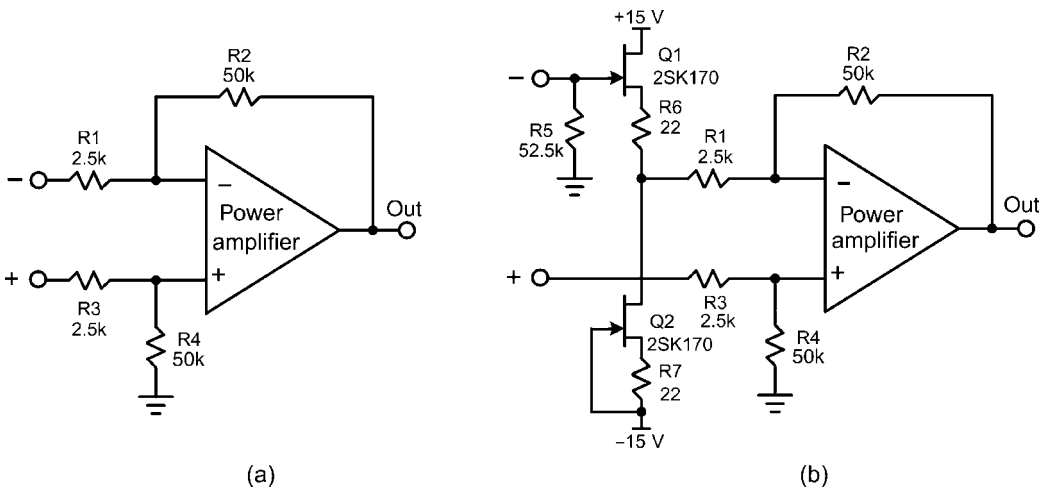 R2
50k
R1
2.5k
−
−
Power
amplifier
Out
+
+
R3
2.5k
R4
50k
(a)
+15 V
Q1
2SK170
−
R5
52.5k
R6
22
R2
50k
R1
2.5k
−
Power
amplifier
Out
+
+
R3
2.5k
Q2
2SK170
R4
50k
R7
22
−15 V
(b)